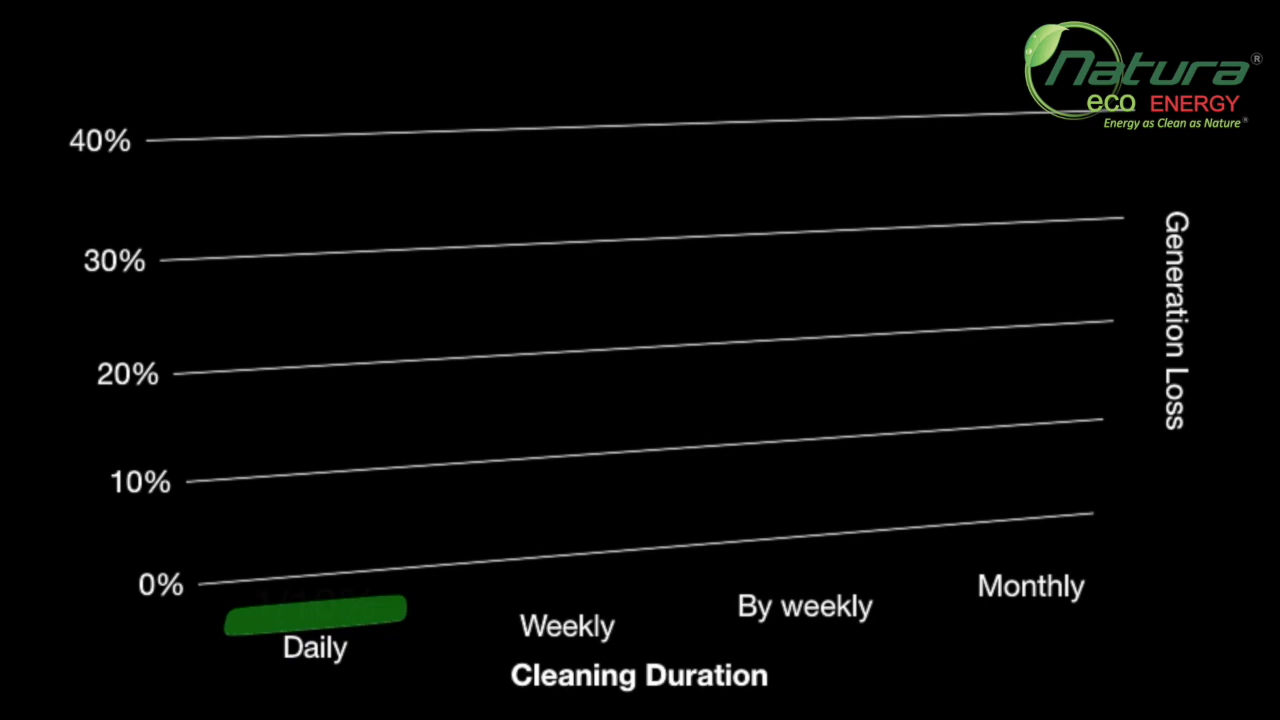 Natura®
eco ENERGY
Energy as Clean as Nature®
40%
30%
20%
10%
0%
Generation Loss
Daily
Weekly
By weekly
Monthly
Cleaning Duration